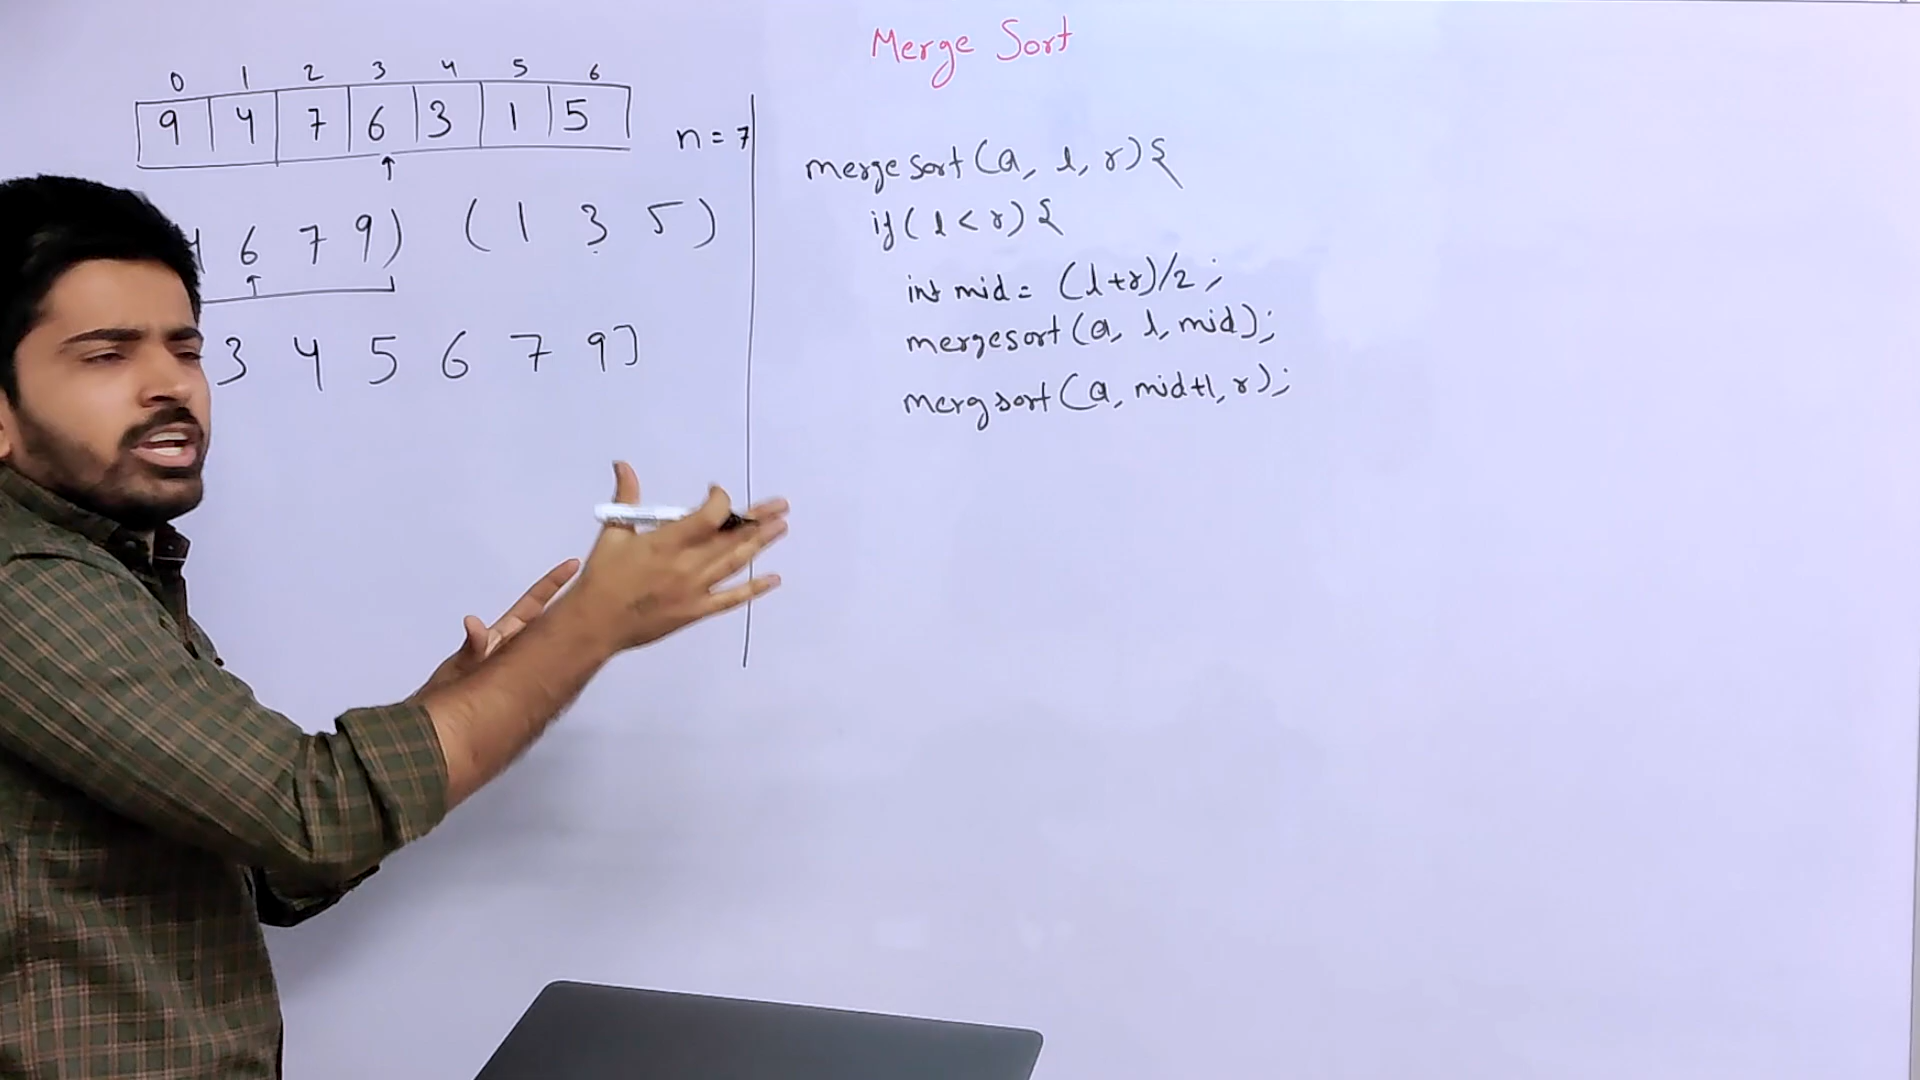 Merge Sort
0 1 2 3 4 5 6
9 4 7 6 3 1 5
n = 7
4 6 7 9) (1 3 5)
3 4 5 6 7 9]
mergesort(a, l, r){
if(l<r){
int mid = (l+r)/2;
mergesort(a, l, mid);
mergsort(a, mid+1, r);